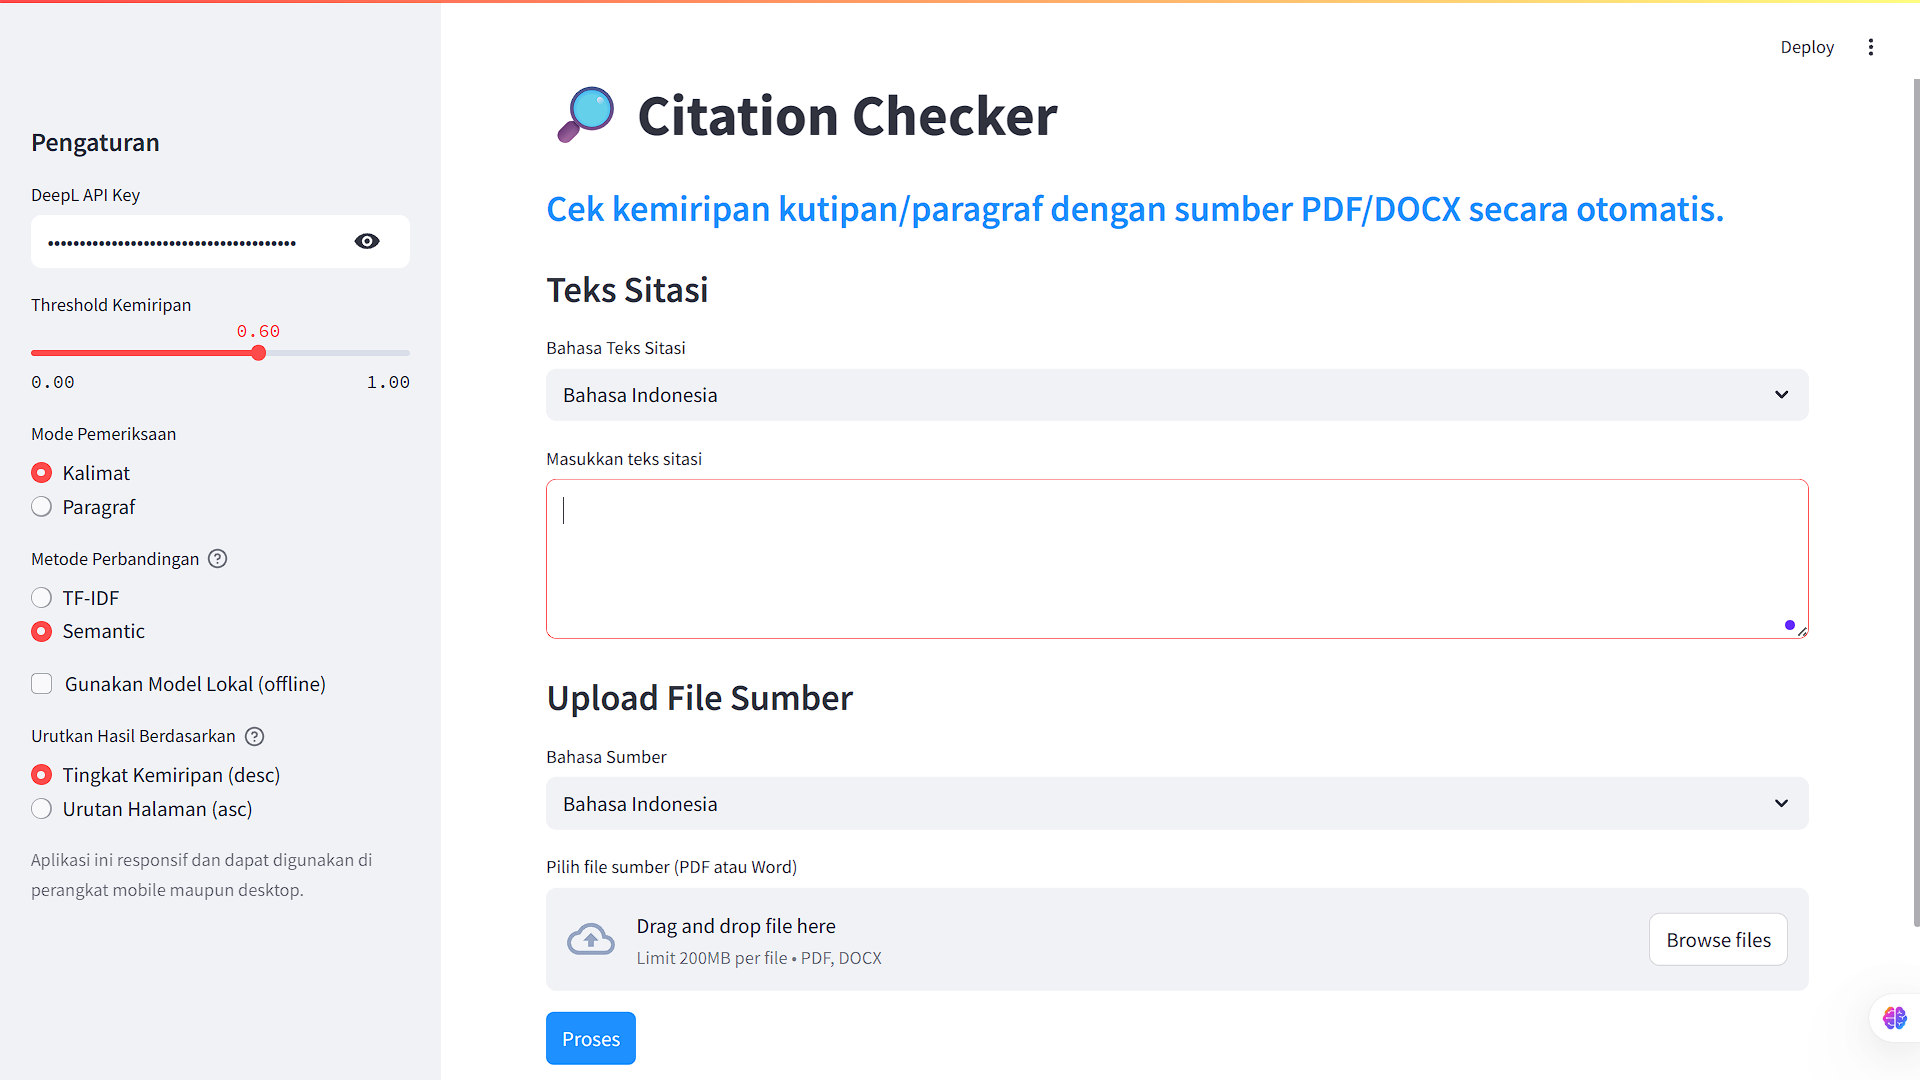 Deploy
Pengaturan
DeepL API Key
•••••••••••••••••••••••••••••••••••••••
Threshold Kemiripan
0.60
0.00
1.00
Mode Pemeriksaan
Kalimat
Paragraf
Metode Perbandingan
TF-IDF
Semantic
Gunakan Model Lokal (offline)
Urutkan Hasil Berdasarkan
Tingkat Kemiripan (desc)
Urutan Halaman (asc)
Aplikasi ini responsif dan dapat digunakan di
perangkat mobile maupun desktop.
Citation Checker
Cek kemiripan kutipan/paragraf dengan sumber PDF/DOCX secara otomatis.
Teks Sitasi
Bahasa Teks Sitasi
Bahasa Indonesia
Masukkan teks sitasi
Upload File Sumber
Bahasa Sumber
Bahasa Indonesia
Pilih file sumber (PDF atau Word)
Drag and drop file here
Limit 200MB per file • PDF, DOCX
Browse files
Proses